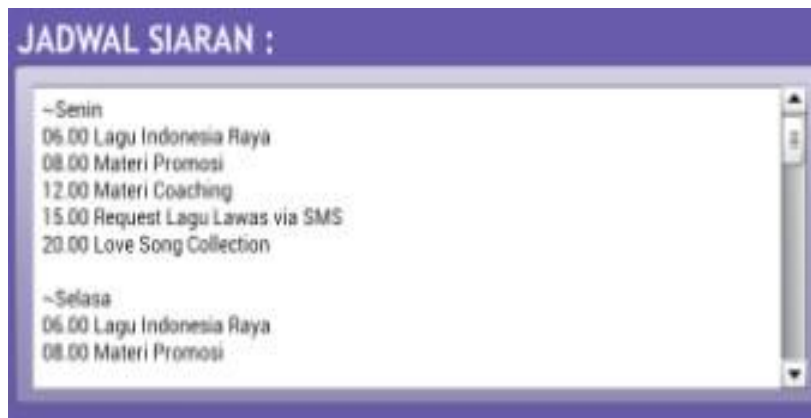 JADWAL SIARAN :
~Senin
06.00 Lagu Indonesia Raya
08.00 Materi Promosi
12.00 Materi Coaching
15.00 Request Lagu Lawas via SMS
20.00 Love Song Collection
~Selasa
06.00 Lagu Indonesia Raya
08.00 Materi Promosi